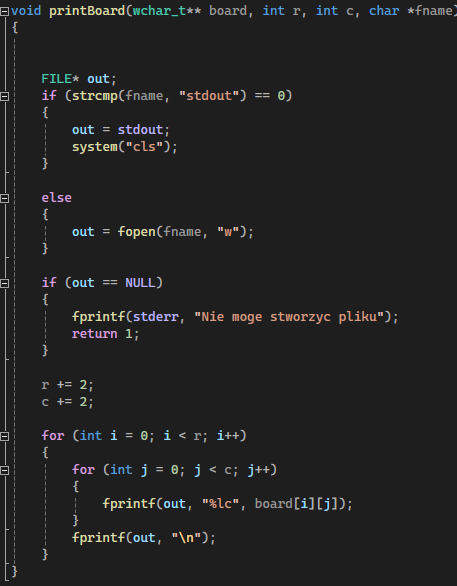 void printBoard(wchar_t** board, int r, int c, char *fname)
{
FILE* out;
if (strcmp(fname, "stdout") == 0)
{
out = stdout;
system("cls");
}
else
{
out = fopen(fname, "w");
}
if (out == NULL)
{
fprintf(stderr, "Nie moge stworzyc pliku");
return 1;
}
r += 2;
c += 2;
for (int i = 0; i < r; i++)
{
for (int j = 0; j < c; j++)
{
fprintf(out, "%lc", board[i][j]);
}
fprintf(out, "\n");
}
}